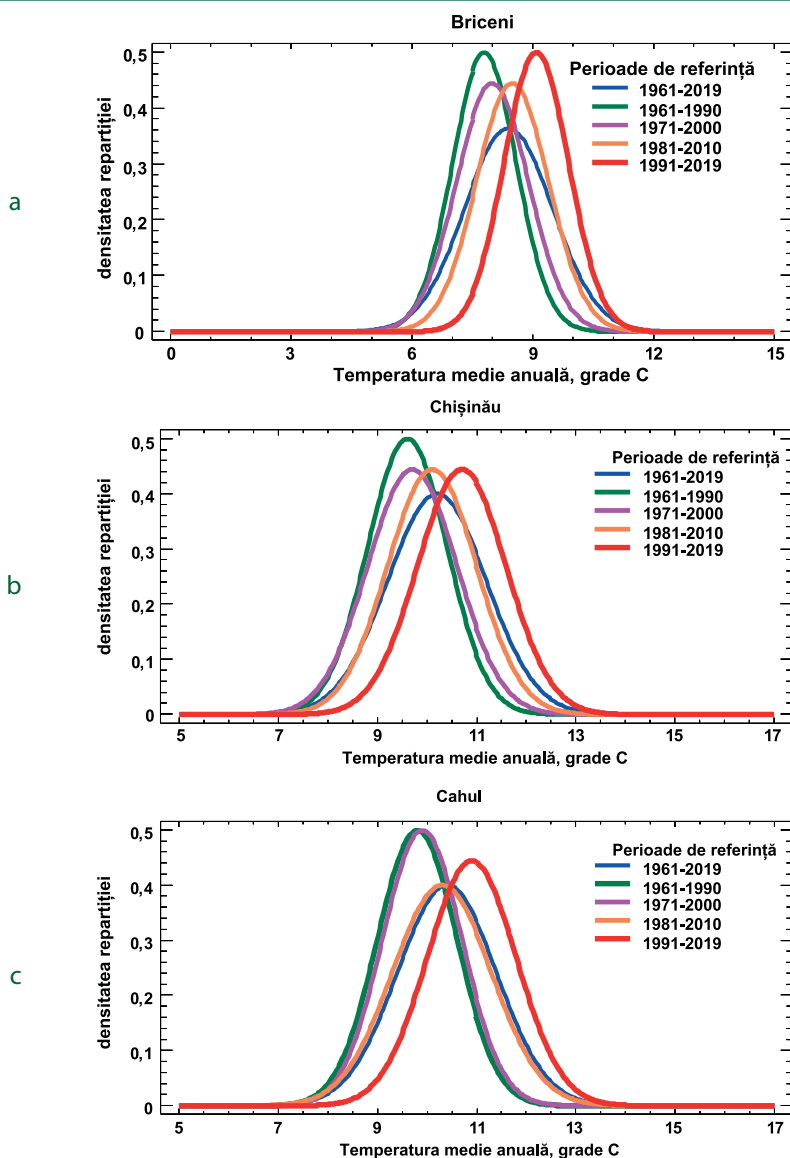 Briceni
a
densitatea repartiției
0,5
0,4
0,3
0,2
0,1
0
Perioade de referință
1961-2019
1961-1990
1971-2000
1981-2010
1991-2019
0 3 6 9 12 15
Temperatura medie anuală, grade C
Chișinău
b
densitatea repartiției
0,5
0,4
0,3
0,2
0,1
0
Perioade de referință
1961-2019
1961-1990
1971-2000
1981-2010
1991-2019
5 7 9 11 13 15 17
Temperatura medie anuală, grade C
Cahul
c
densitatea repartiției
0,5
0,4
0,3
0,2
0,1
0
Perioade de referință
1961-2019
1961-1990
1971-2000
1981-2010
1991-2019
5 7 9 11 13 15 17
Temperatura medie anuală, grade C